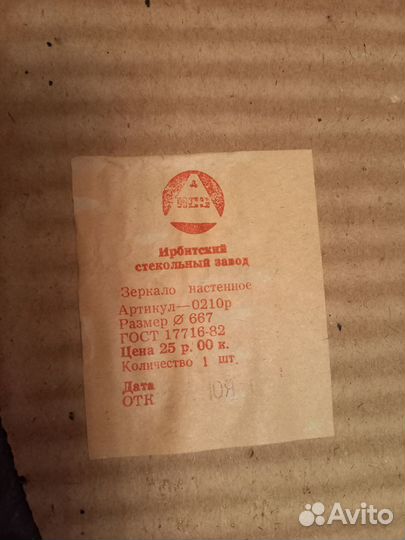 ИСЗ
Ирбитский
стекольный завод
Зеркало настенное
Артикул—0210р
Размер Ø 667
ГОСТ 17716-82
Цена 25 р. 00 к.
Количество 1 шт.
Дата
ОТК
Avito